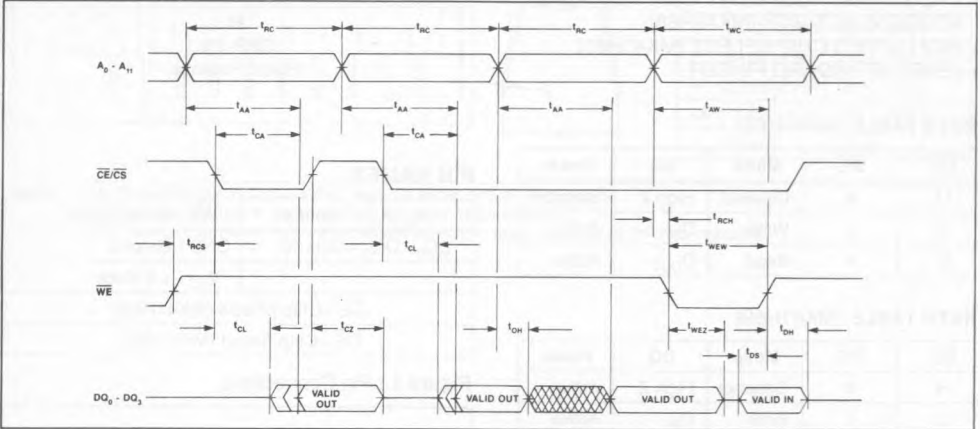 tRC tRC tRC tWC
A0 - A11
tAA tAA tAA tAW
tCA tCA
CE/CS
tRCH
tRCS tCL tWEW
WE
tCL tCZ tOH tWEZ tDH
tDS
DQ0 - DQ3 VALID OUT VALID OUT VALID OUT VALID IN